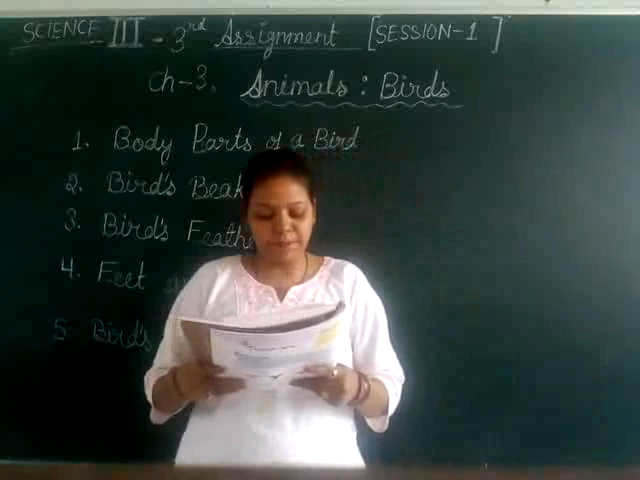 SCIENCE III - 3rd Assignment [SESSION-1]
Ch-3. Animals : Birds
1. Body Parts of a Bird
2. Bird's Beak
3. Bird's Feath
4. Feet
5. Bird's